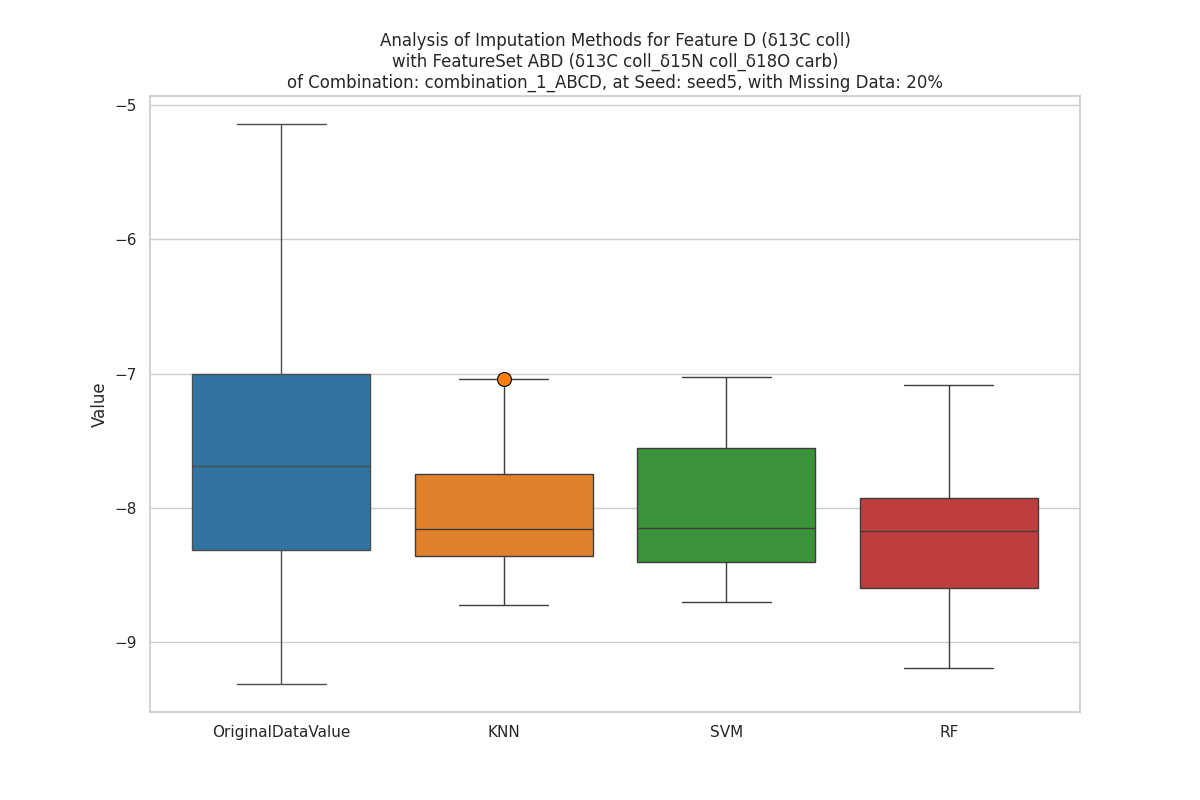 Analysis of Imputation Methods for Feature D (δ13C coll)
with FeatureSet ABD (δ13C coll_δ15N coll_δ18O carb)
of Combination: combination_1_ABCD, at Seed: seed5, with Missing Data: 20%
−5
−6
−7
−8
−9
Value
OriginalDataValue KNN SVM RF